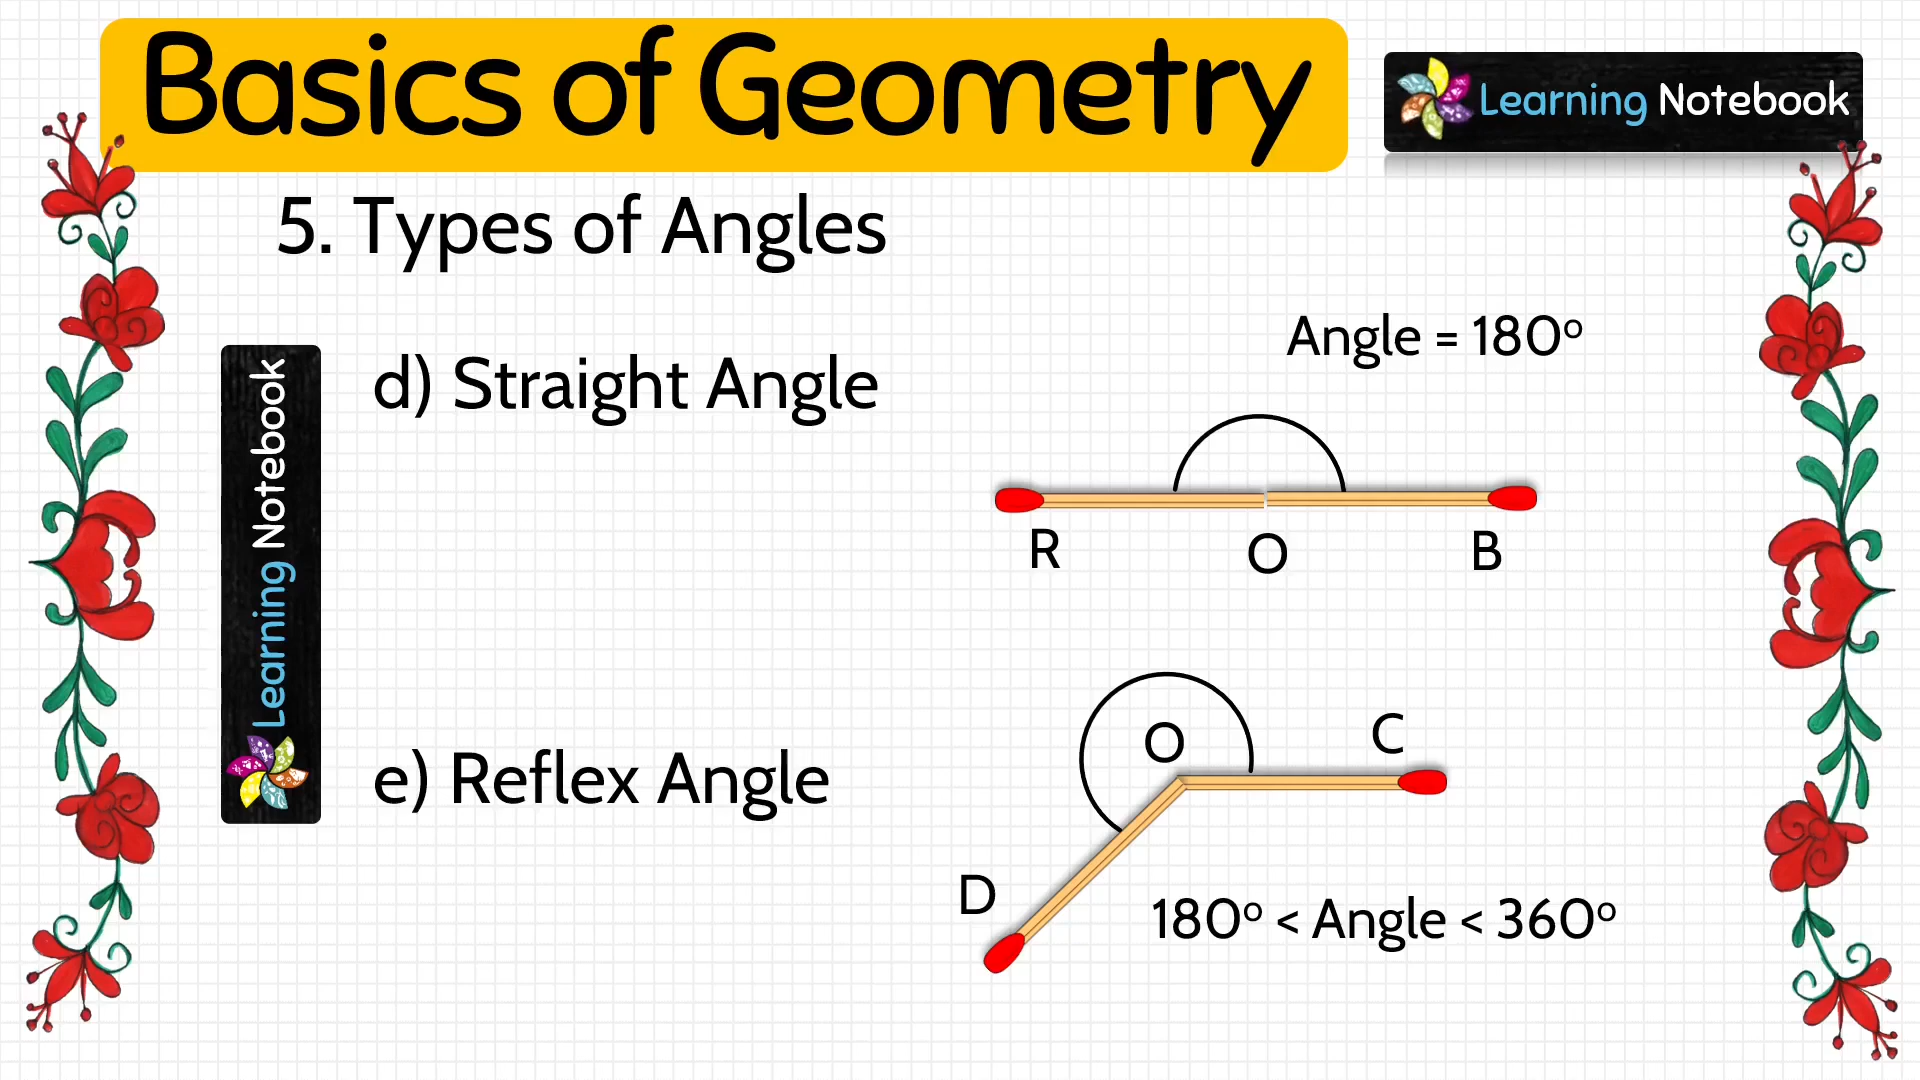 Basics of Geometry
Learning Notebook
5. Types of Angles
Angle = 180°
d) Straight Angle
R O B
Learning Notebook
O C
e) Reflex Angle
D
180° < Angle < 360°